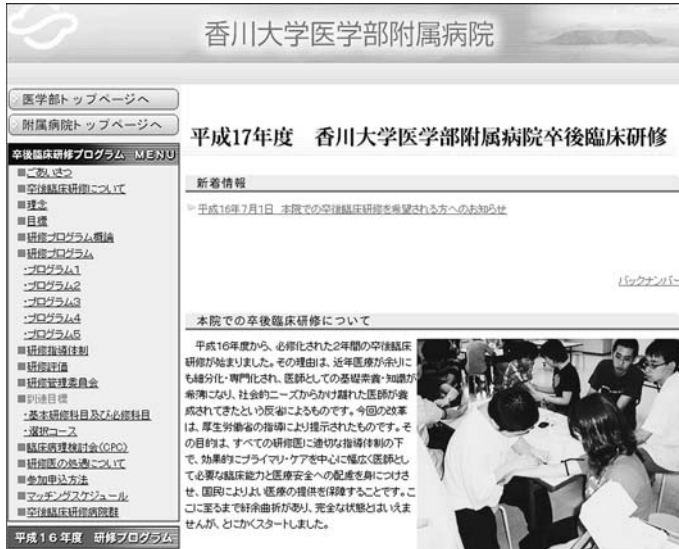 香川大学医学部附属病院
医学部トップページへ
附属病院トップページへ
卒後臨床研修プログラム MENU
■ごあいさつ
■卒後臨床研修について
■理念
■目標
■研修プログラム概論
■研修プログラム
・プログラム1
・プログラム2
・プログラム3
・プログラム4
・プログラム5
■研修指導体制
■研修評価
■研修管理委員会
■到達目標
・基本研修科目及び必修科目
・選択コース
■臨床病理検討会(CPC)
■研修医の処遇について
■参加申込方法
■マッチングスケジュール
■卒後臨床研修病院群
平成16年度 研修プログラム
平成17年度 香川大学医学部附属病院卒後臨床研修
新着情報
平成16年7月1日 本院での卒後臨床研修を希望される方へのお知らせ
バックナンバー
本院での卒後臨床研修について
平成16年度から、必修化された2年間の卒後臨床
研修が始まりました。その理由は、近年医療が余りに
も細分化・専門化され、医師としての基礎素養・知識が
希薄になり、社会的ニーズからかけ離れた医師が養
成されてきたという反省によるものです。今回の改革
は、厚生労働省の指導により提示されたものです。そ
の目的は、すべての研修医に適切な指導体制の下
で、効果的にプライマリ・ケアを中心に幅広く医師とし
て必要な臨床能力と医療安全への配慮を身につけさ
せ、国民によりよい医療の提供を保障することです。こ
こに至るまで紆余曲折があり、完全な状態とはいえま
せんが、とにかくスタートしました。